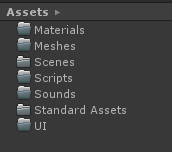 Assets ▸
Materials
Meshes
Scenes
Scripts
Sounds
Standard Assets
UI